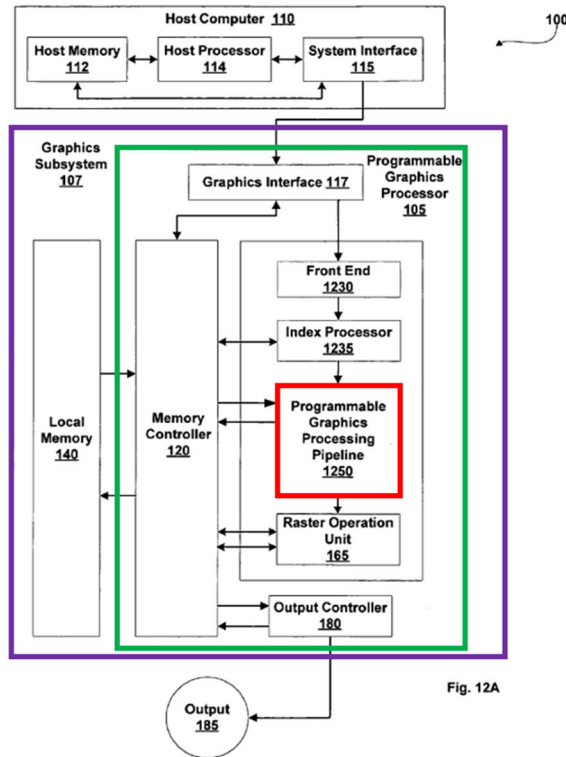 Host Computer 110
100
Host Memory
112
Host Processor
114
System Interface
115
Graphics
Subsystem
107
Programmable
Graphics
Processor
105
Graphics Interface 117
Front End
1230
Index Processor
1235
Local
Memory
140
Memory
Controller
120
Programmable
Graphics
Processing
Pipeline
1250
Raster Operation
Unit
165
Output Controller
180
Output
185
Fig. 12A